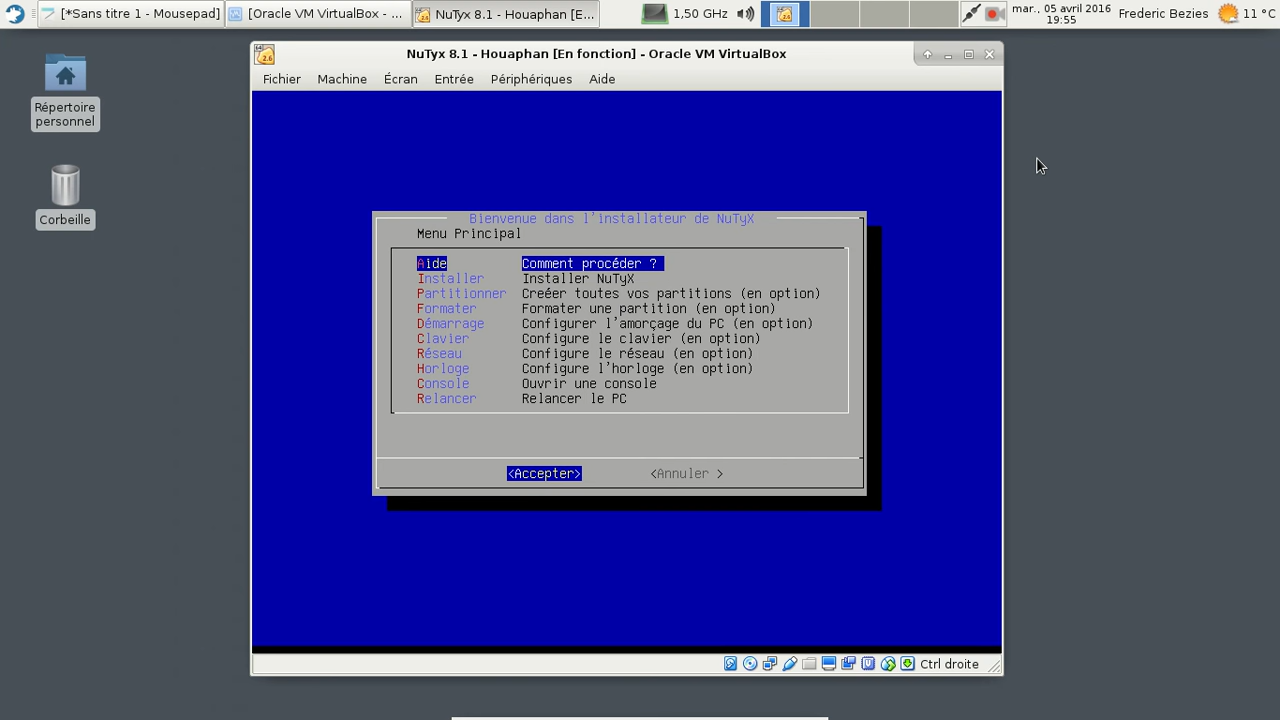 [*Sans titre 1 - Mousepad]
[Oracle VM VirtualBox - ...
NuTyx 8.1 - Houaphan [E...
1,50 GHz
mar., 05 avril 2016
19:55
Frederic Bezies
11 °C
Répertoire
personnel
Corbeille
NuTyx 8.1 - Houaphan [En fonction] - Oracle VM VirtualBox
Fichier Machine Écran Entrée Périphériques Aide
Bienvenue dans l'installateur de NuTyX
Menu Principal
Aide Comment procéder ?
Installer Installer NuTyX
Partitionner Creéer toutes vos partitions (en option)
Formater Formater une partition (en option)
Démarrage Configurer l'amorçage du PC (en option)
Clavier Configure le clavier (en option)
Réseau Configure le réseau (en option)
Horloge Configure l'horloge (en option)
Console Ouvrir une console
Relancer Relancer le PC
<Accepter> <Annuler >
Ctrl droite